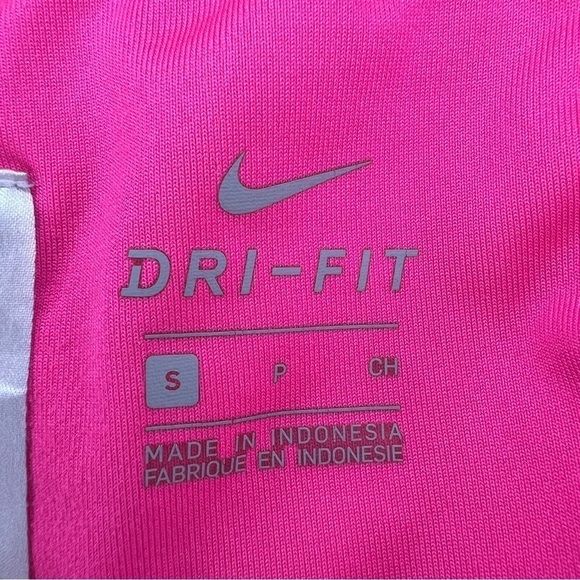 DRI-FIT
S P CH
MADE IN INDONESIA
FABRIQUE EN INDONESIE